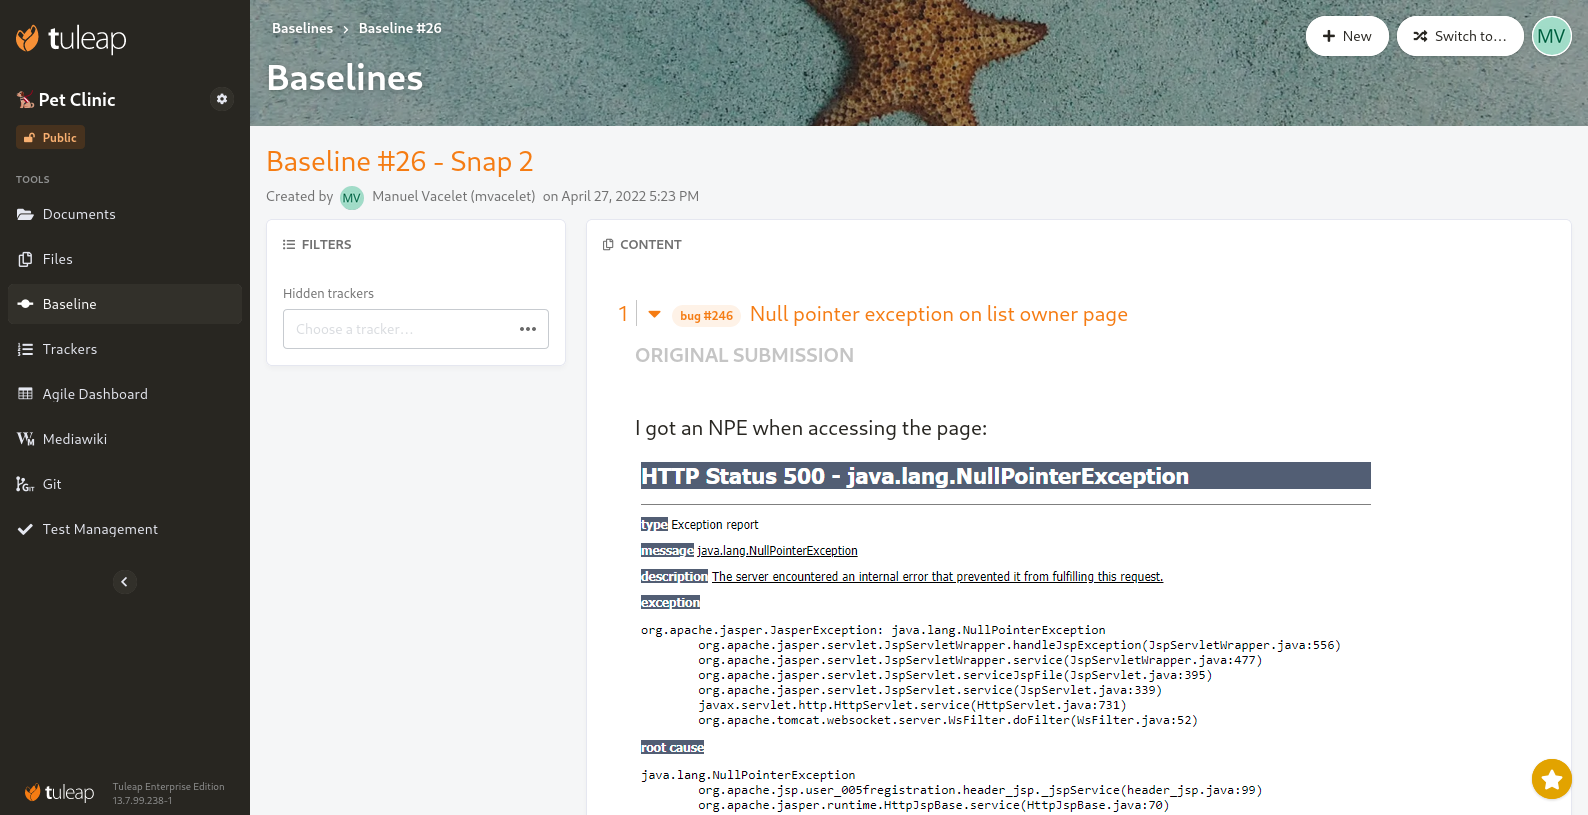 tuleap
Pet Clinic
Public
TOOLS
Documents
Files
Baseline
Trackers
Agile Dashboard
Mediawiki
Git
Test Management
tuleap
Tuleap Enterprise Edition
13.7.99.238-1
Baselines > Baseline #26
Baselines
+ New
Switch to...
MV
Baseline #26 - Snap 2
Created by MV Manuel Vacelet (mvacelet) on April 27, 2022 5:23 PM
FILTERS
Hidden trackers
Choose a tracker...
CONTENT
1 bug #246 Null pointer exception on list owner page
ORIGINAL SUBMISSION
I got an NPE when accessing the page:
HTTP Status 500 - java.lang.NullPointerException
type Exception report
message java.lang.NullPointerException
description The server encountered an internal error that prevented it from fulfilling this request.
exception
org.apache.jasper.JasperException: java.lang.NullPointerException
org.apache.jasper.servlet.JspServletWrapper.handleJspException(JspServletWrapper.java:556)
org.apache.jasper.servlet.JspServletWrapper.service(JspServletWrapper.java:477)
org.apache.jasper.servlet.JspServlet.serviceJspFile(JspServlet.java:395)
org.apache.jasper.servlet.JspServlet.service(JspServlet.java:339)
javax.servlet.http.HttpServlet.service(HttpServlet.java:731)
org.apache.tomcat.websocket.server.WsFilter.doFilter(WsFilter.java:52)
root cause
java.lang.NullPointerException
org.apache.jsp.user_005fregistration.header_jsp._jspService(header_jsp.java:99)
org.apache.jasper.runtime.HttpJspBase.service(HttpJspBase.java:70)